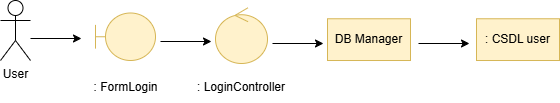 User
: FormLogin
: LoginController
DB Manager
: CSDL user